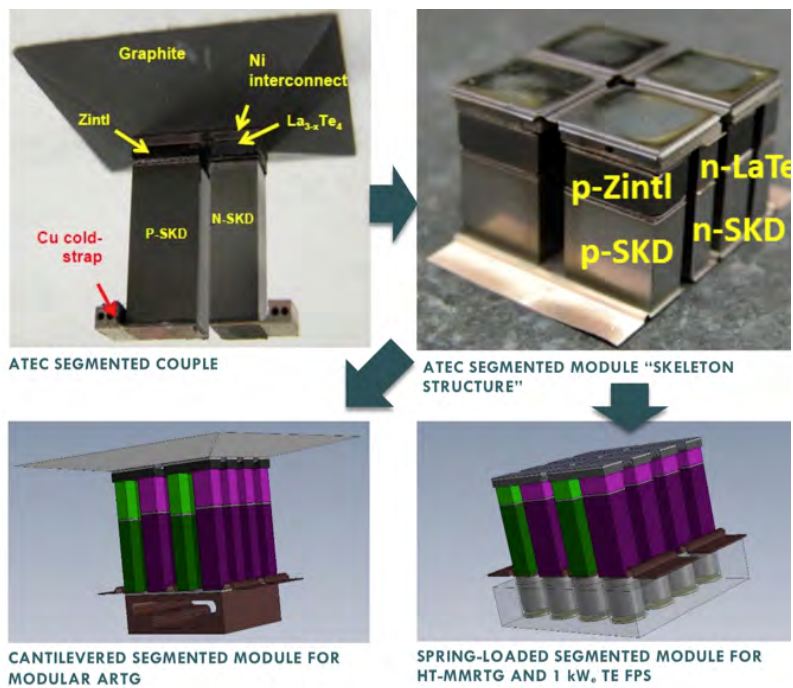 Graphite
Ni
interconnect
Zintl
La₃₋ₓTe₄
P-SKD
N-SKD
Cu cold-
strap
ATEC SEGMENTED COUPLE
p-Zintl
n-LaTe
p-SKD
n-SKD
ATEC SEGMENTED MODULE “SKELETON
STRUCTURE”
CANTILEVERED SEGMENTED MODULE FOR
MODULAR ARTG
SPRING-LOADED SEGMENTED MODULE FOR
HT-MMRTG AND 1 kWₑ TE FPS